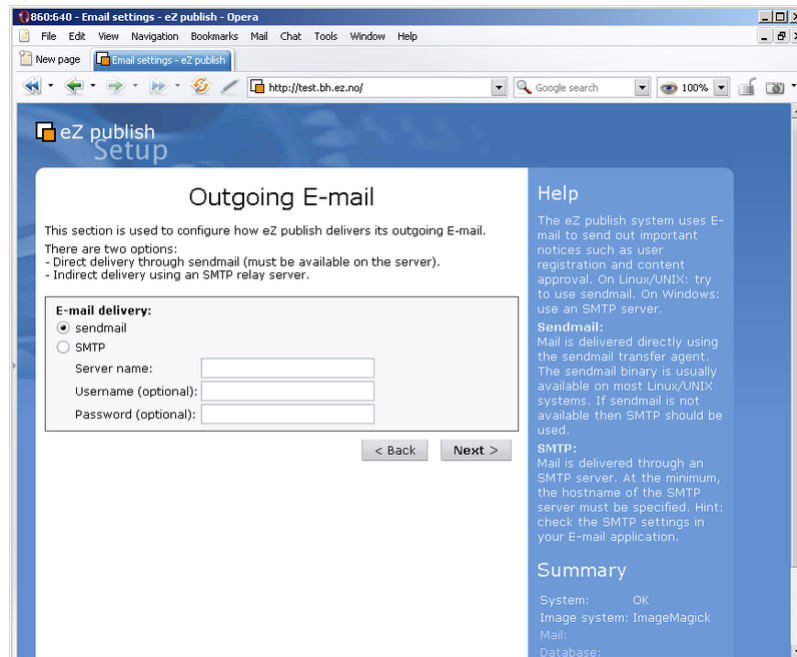 860:640 - Email settings - eZ publish - Opera
File Edit View Navigation Bookmarks Mail Chat Tools Window Help
New page Email settings - eZ publish
http://test.bh.ez.no/ Google search 100%
eZ publish
Setup
Outgoing E-mail
This section is used to configure how eZ publish delivers its outgoing E-mail.
There are two options:
- Direct delivery through sendmail (must be available on the server).
- Indirect delivery using an SMTP relay server.
E-mail delivery:
sendmail
SMTP
Server name:
Username (optional):
Password (optional):
< Back Next >
Help
The eZ publish system uses E-
mail to send out important
notices such as user
registration and content
approval. On Linux/UNIX: try
to use sendmail. On Windows:
use an SMTP server.
Sendmail:
Mail is delivered directly using
the sendmail transfer agent.
The sendmail binary is usually
available on most Linux/UNIX
systems. If sendmail is not
available then SMTP should be
used.
SMTP:
Mail is delivered through an
SMTP server. At the minimum,
the hostname of the SMTP
server must be specified. Hint:
check the SMTP settings in
your E-mail application.
Summary
System: OK
Image system: ImageMagick
Mail:
Database: